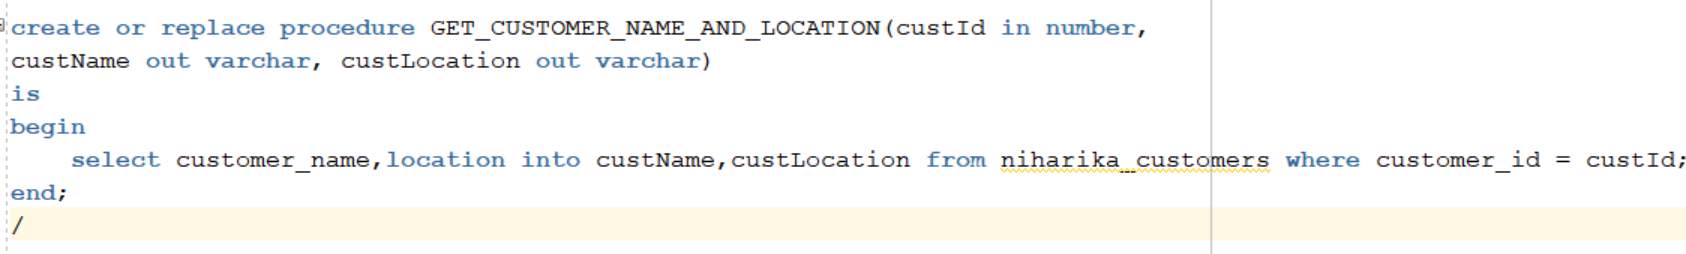 create or replace procedure GET_CUSTOMER_NAME_AND_LOCATION(custId in number,
custName out varchar, custLocation out varchar)
is
begin
    select customer_name,location into custName,custLocation from niharika_customers where customer_id = custId;
end;
/